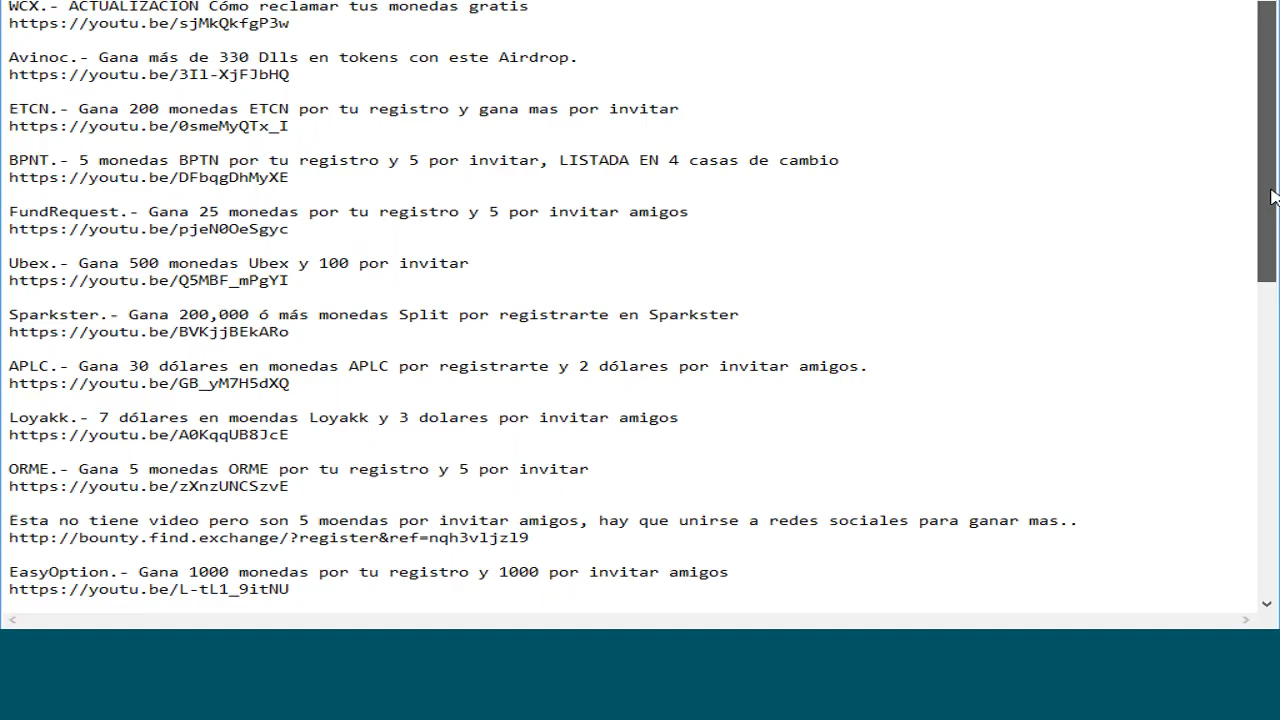 WCX.- ACTUALIZACION Cómo reclamar tus monedas gratis
https://youtu.be/sjMkQkfgP3w
Avinoc.- Gana más de 330 Dlls en tokens con este Airdrop.
https://youtu.be/3Il-XjFJbHQ
ETCN.- Gana 200 monedas ETCN por tu registro y gana mas por invitar
https://youtu.be/0smeMyQTx_I
BPNT.- 5 monedas BPTN por tu registro y 5 por invitar, LISTADA EN 4 casas de cambio
https://youtu.be/DFbqgDhMyXE
FundRequest.- Gana 25 monedas por tu registro y 5 por invitar amigos
https://youtu.be/pjeN0OeSgyc
Ubex.- Gana 500 monedas Ubex y 100 por invitar
https://youtu.be/Q5MBF_mPgYI
Sparkster.- Gana 200,000 ó más monedas Split por registrarte en Sparkster
https://youtu.be/BVKjjBEkARo
APLC.- Gana 30 dólares en monedas APLC por registrarte y 2 dólares por invitar amigos.
https://youtu.be/GB_yM7H5dXQ
Loyakk.- 7 dólares en moendas Loyakk y 3 dolares por invitar amigos
https://youtu.be/A0KqqUB8JcE
ORME.- Gana 5 monedas ORME por tu registro y 5 por invitar
https://youtu.be/zXnzUNCSzvE
Esta no tiene video pero son 5 moendas por invitar amigos, hay que unirse a redes sociales para ganar mas..
http://bounty.find.exchange/?register&ref=nqh3vljzl9
EasyOption.- Gana 1000 monedas por tu registro y 1000 por invitar amigos
https://youtu.be/L-tL1_9itNU